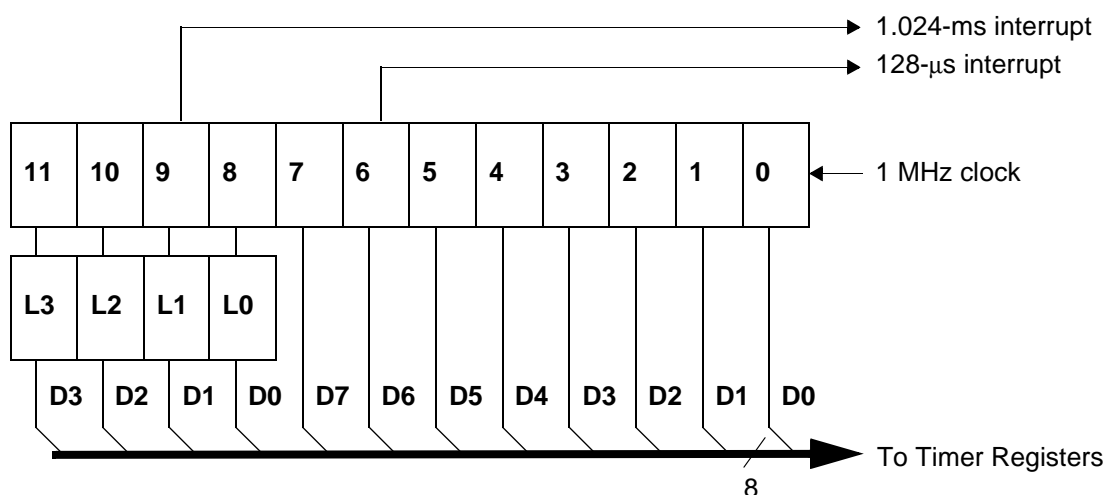 1.024-ms interrupt
128-μs interrupt
11 10 9 8 7 6 5 4 3 2 1 0
1 MHz clock
L3 L2 L1 L0
D3 D2 D1 D0 D7 D6 D5 D4 D3 D2 D1 D0
To Timer Registers
8